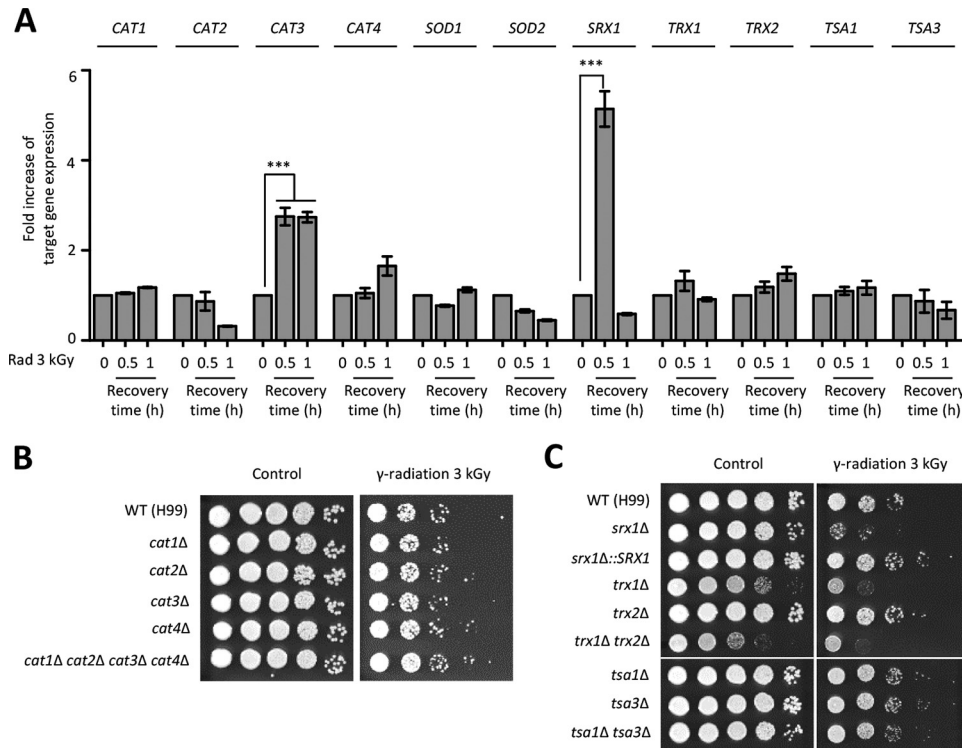 A
CAT1 CAT2 CAT3 CAT4 SOD1 SOD2 SRX1 TRX1 TRX2 TSA1 TSA3
Fold increase of
target gene expression
6
4
2
0
***
***
Rad 3 kGy 0 0.5 1 0 0.5 1 0 0.5 1 0 0.5 1 0 0.5 1 0 0.5 1 0 0.5 1 0 0.5 1 0 0.5 1 0 0.5 1 0 0.5 1
Recovery Recovery Recovery Recovery Recovery Recovery Recovery Recovery Recovery Recovery Recovery
time (h) time (h) time (h) time (h) time (h) time (h) time (h) time (h) time (h) time (h) time (h)
B
Control γ-radiation 3 kGy
WT (H99)
cat1Δ
cat2Δ
cat3Δ
cat4Δ
cat1Δ cat2Δ cat3Δ cat4Δ
C
Control γ-radiation 3 kGy
WT (H99)
srx1Δ
srx1Δ::SRX1
trx1Δ
trx2Δ
trx1Δ trx2Δ
tsa1Δ
tsa3Δ
tsa1Δ tsa3Δ